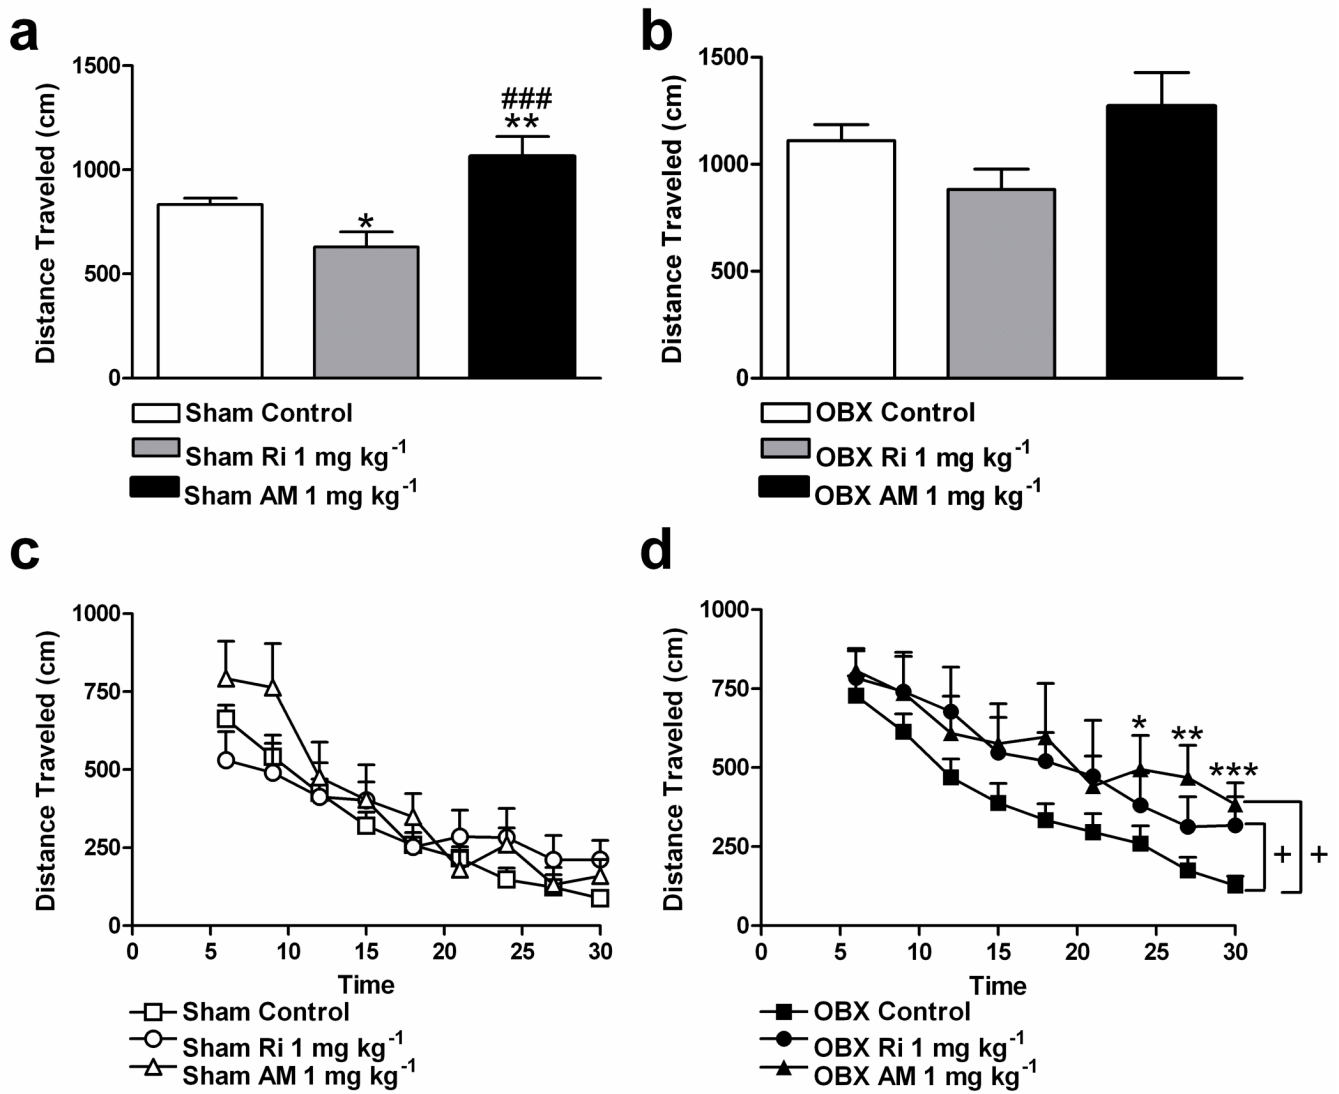 a
1500
1000
500
0
Distance Traveled (cm)
*
###
**
Sham Control
Sham Ri 1 mg kg-1
Sham AM 1 mg kg-1
b
1500
1000
500
0
Distance Traveled (cm)
OBX Control
OBX Ri 1 mg kg-1
OBX AM 1 mg kg-1
c
1000
750
500
250
0
Distance Traveled (cm)
0 5 10 15 20 25 30
Time
Sham Control
Sham Ri 1 mg kg-1
Sham AM 1 mg kg-1
d
1000
750
500
250
0
Distance Traveled (cm)
* ** ***
+ +
0 5 10 15 20 25 30
Time
OBX Control
OBX Ri 1 mg kg-1
OBX AM 1 mg kg-1